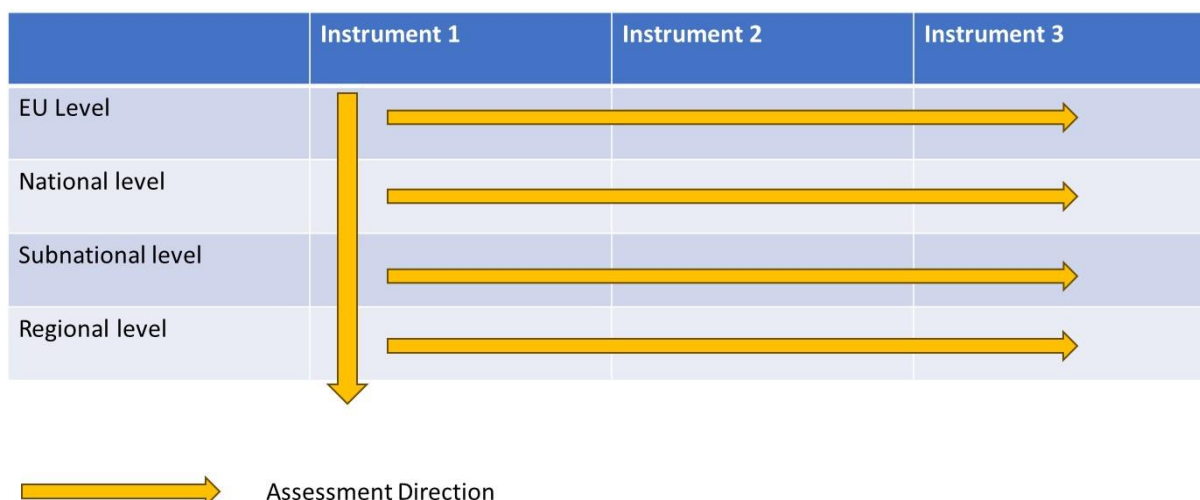 Instrument 1 Instrument 2 Instrument 3
EU Level
National level
Subnational level
Regional level
Assessment Direction